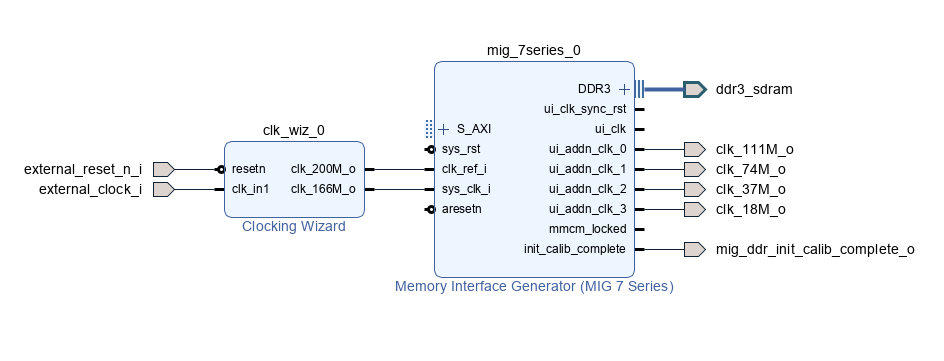 mig_7series_0
DDR3
ddr3_sdram
ui_clk_sync_rst
S_AXI
ui_clk
clk_wiz_0
sys_rst
ui_addn_clk_0
clk_111M_o
external_reset_n_i
resetn
clk_200M_o
clk_ref_i
ui_addn_clk_1
clk_74M_o
external_clock_i
clk_in1
clk_166M_o
sys_clk_i
ui_addn_clk_2
clk_37M_o
aresetn
ui_addn_clk_3
clk_18M_o
Clocking Wizard
mmcm_locked
init_calib_complete
mig_ddr_init_calib_complete_o
Memory Interface Generator (MIG 7 Series)